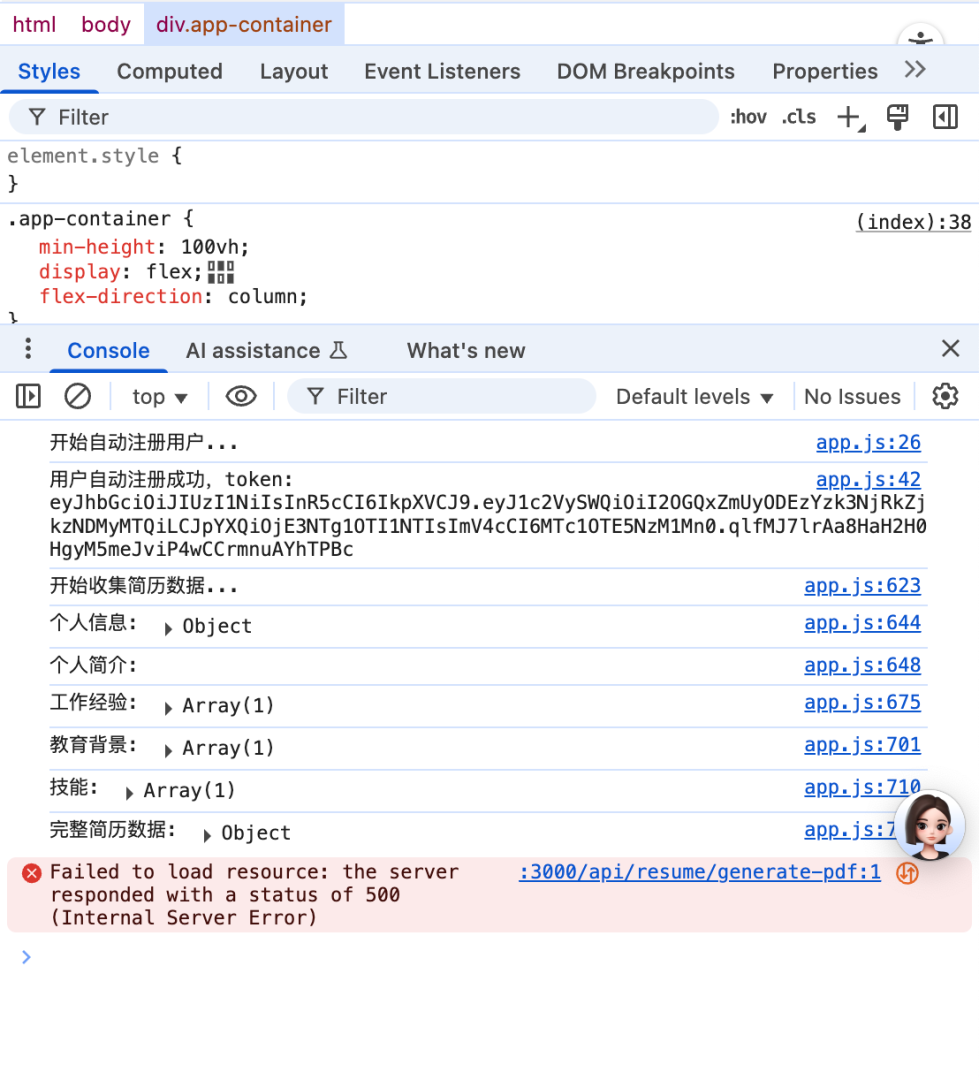 html body div.app-container
Styles Computed Layout Event Listeners DOM Breakpoints Properties
Filter :hov .cls
element.style {
}
.app-container { (index):38
min-height: 100vh;
display: flex;
flex-direction: column;
}
Console AI assistance What's new
top Filter Default levels No Issues
开始自动注册用户... app.js:26
用户自动注册成功，token: app.js:42
eyJhbGciOiJIUzI1NiIsInR5cCI6IkpXVCJ9.eyJ1c2VySWQiOiI2OGQxZmUyODEzYzk3NjRkZj
kzNDMyMTQiLCJpYXQiOjE3NTg1OTI1NTIsImV4cCI6MTc1OTE5NzM1Mn0.qlfMJ7lrAa8HaH2H0
HgyM5meJviP4wCCrmnuAYhTPBc
开始收集简历数据... app.js:623
个人信息: Object app.js:644
个人简介: app.js:648
工作经验: Array(1) app.js:675
教育背景: Array(1) app.js:701
技能: Array(1) app.js:710
完整简历数据: Object
Failed to load resource: the server :3000/api/resume/generate-pdf:1
responded with a status of 500
(Internal Server Error)